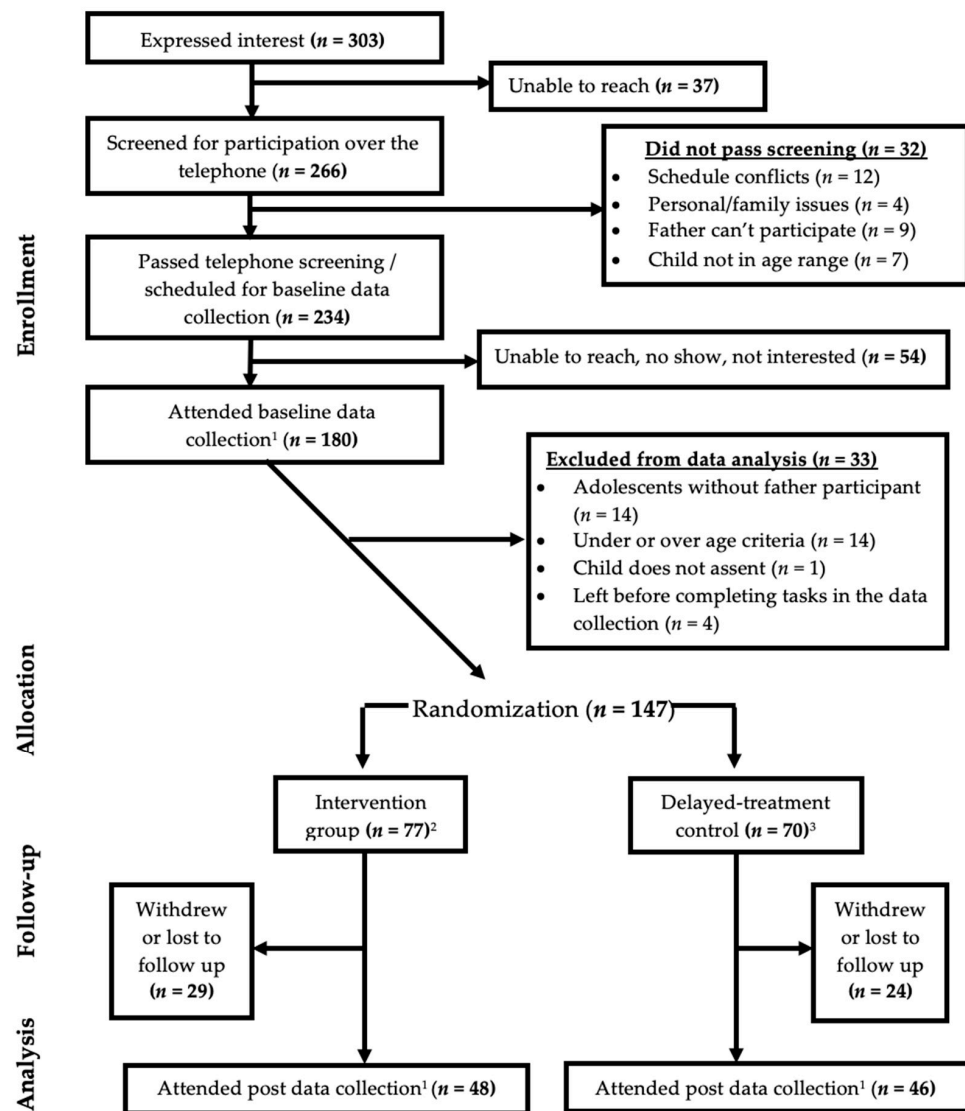 Expressed interest (n = 303)
Unable to reach (n = 37)
Screened for participation over the
telephone (n = 266)
Did not pass screening (n = 32)
• Schedule conflicts (n = 12)
• Personal/family issues (n = 4)
• Father can’t participate (n = 9)
• Child not in age range (n = 7)
Enrollment
Passed telephone screening /
scheduled for baseline data
collection (n = 234)
Unable to reach, no show, not interested (n = 54)
Attended baseline data
collection¹ (n = 180)
Excluded from data analysis (n = 33)
• Adolescents without father participant
(n = 14)
• Under or over age criteria (n = 14)
• Child does not assent (n = 1)
• Left before completing tasks in the data
collection (n = 4)
Allocation
Randomization (n = 147)
Intervention
group (n = 77)²
Delayed-treatment
control (n = 70)³
Follow-up
Withdrew
or lost to
follow up
(n = 29)
Withdrew
or lost to
follow up
(n = 24)
Analysis
Attended post data collection¹ (n = 48)
Attended post data collection¹ (n = 46)